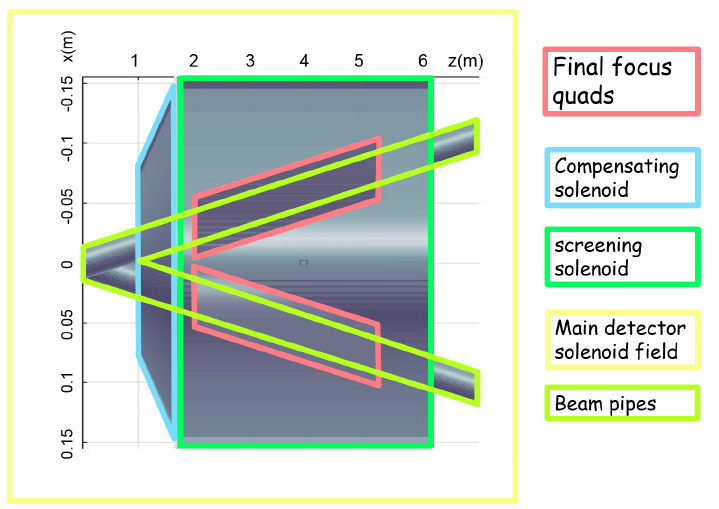 x(m)
1 2 3 4 5 6 z(m)
-0.15
-0.1
-0.05
0
0.05
0.1
0.15
Final focus
quads
Compensating
solenoid
screening
solenoid
Main detector
solenoid field
Beam pipes